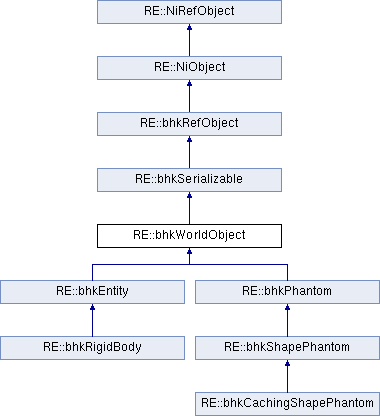 RE::NiRefObject
RE::NiObject
RE::bhkRefObject
RE::bhkSerializable
RE::bhkWorldObject
RE::bhkEntity
RE::bhkPhantom
RE::bhkRigidBody
RE::bhkShapePhantom
RE::bhkCachingShapePhantom